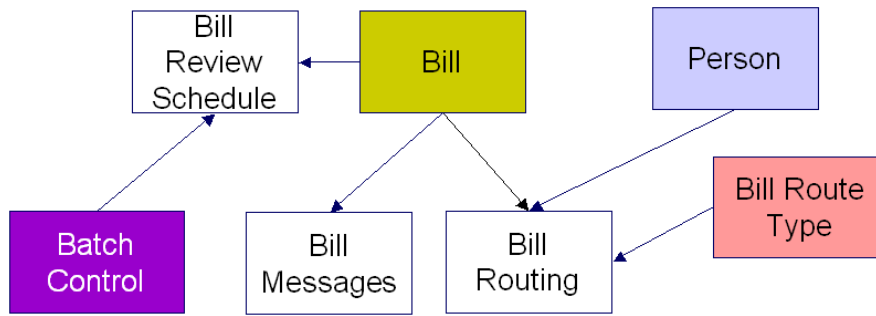 Bill
Review
Schedule
Bill
Person
Batch
Control
Bill
Messages
Bill
Routing
Bill Route
Type